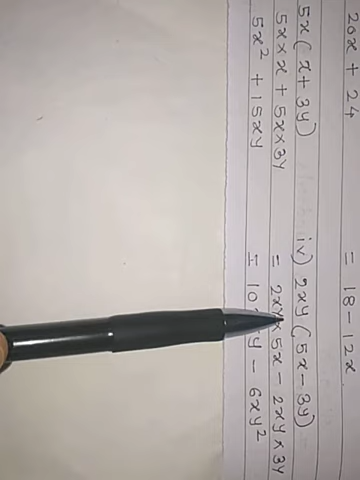 20x + 24 = 18 - 12x
5x(x + 3y) iv) 2xy(5x - 3y)
5x × x + 5x × 3y = 2xy × 5x - 2xy × 3y
5x² + 15xy = 10 y - 6xy²